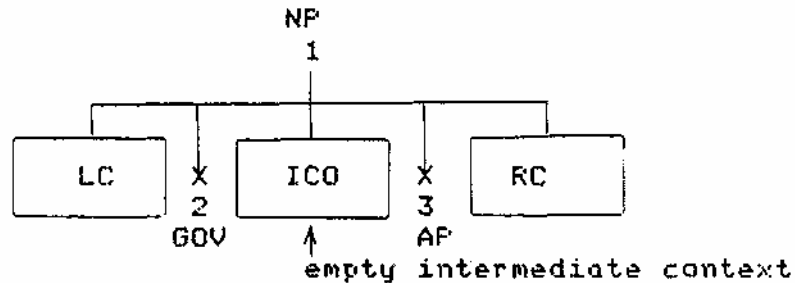 NP
1
LC X ICO X RC
2 3
GOV AP
empty intermediate context